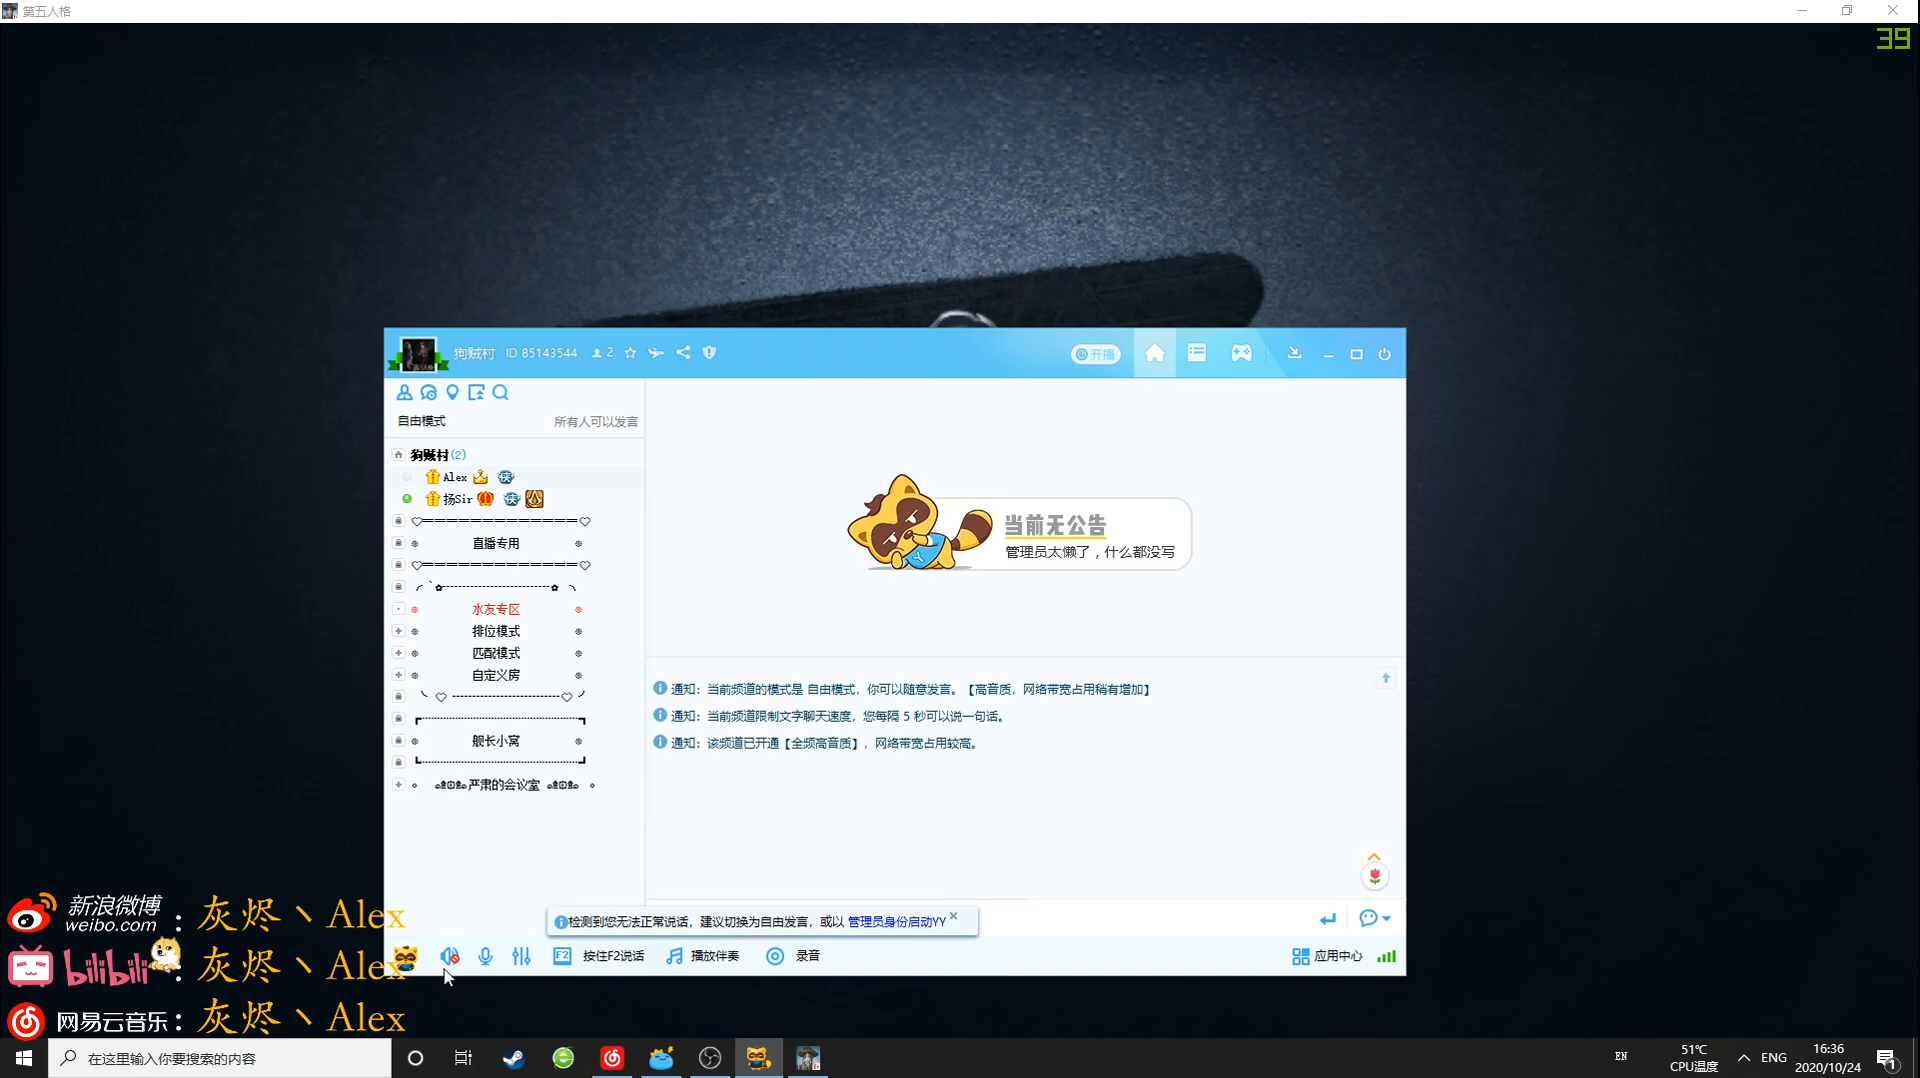 第五人格
39
狗贼村 ID 85143544 2
开播
自由模式 所有人可以发言
狗贼村(2)
Alex
扬Sir
直播专用
水友专区
排位模式
匹配模式
自定义房
舰长小窝
严肃的会议室
当前无公告
管理员太懒了，什么都没写
通知：当前频道的模式是 自由模式，你可以随意发言。【高音质，网络带宽占用稍有增加】
通知：当前频道限制文字聊天速度，您每隔 5 秒可以说一句话。
通知：该频道已开通【全频高音质】，网络带宽占用较高。
检测到您无法正常说话，建议切换为自由发言，或以 管理员身份启动YY
F2 按住F2说话 播放伴奏 录音 应用中心
新浪微博
weibo.com
：灰烬丶Alex
bilibili：灰烬丶Alex
网易云音乐：灰烬丶Alex
在这里输入你要搜索的内容
EN
51℃
CPU温度
ENG
16:36
2020/10/24
1